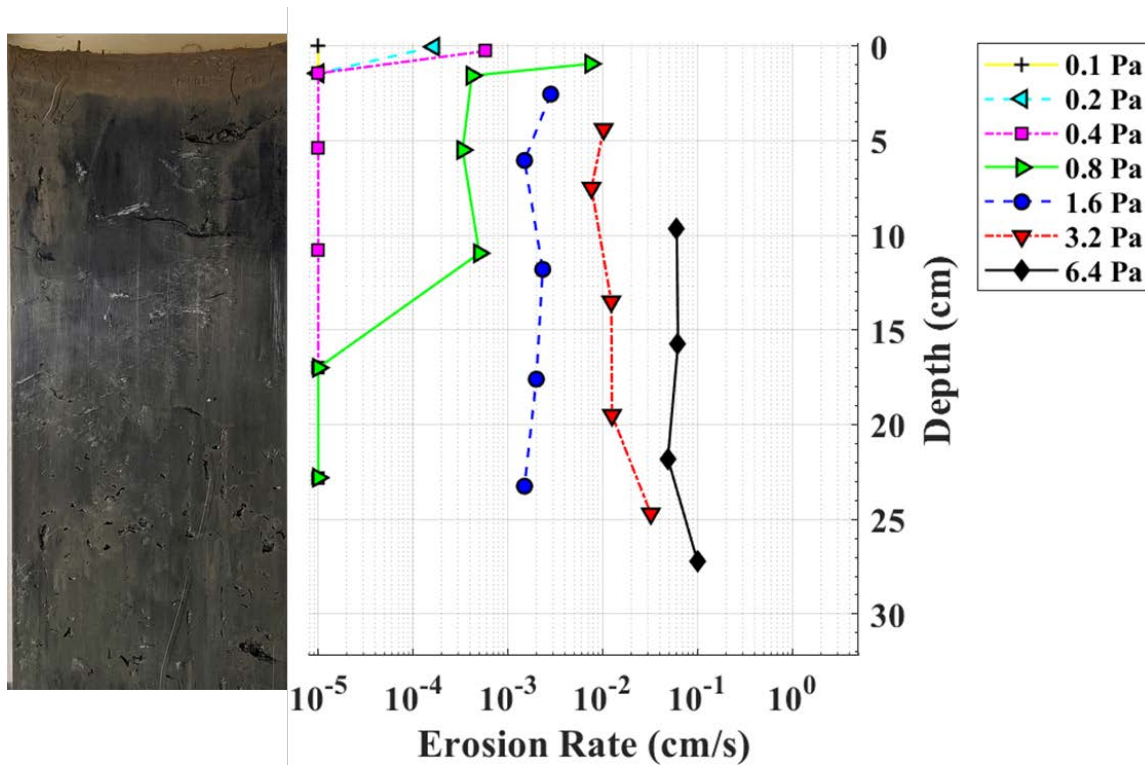 0
5
10
15
20
25
30
Depth (cm)
10-5 10-4 10-3 10-2 10-1 100
Erosion Rate (cm/s)
0.1 Pa
0.2 Pa
0.4 Pa
0.8 Pa
1.6 Pa
3.2 Pa
6.4 Pa